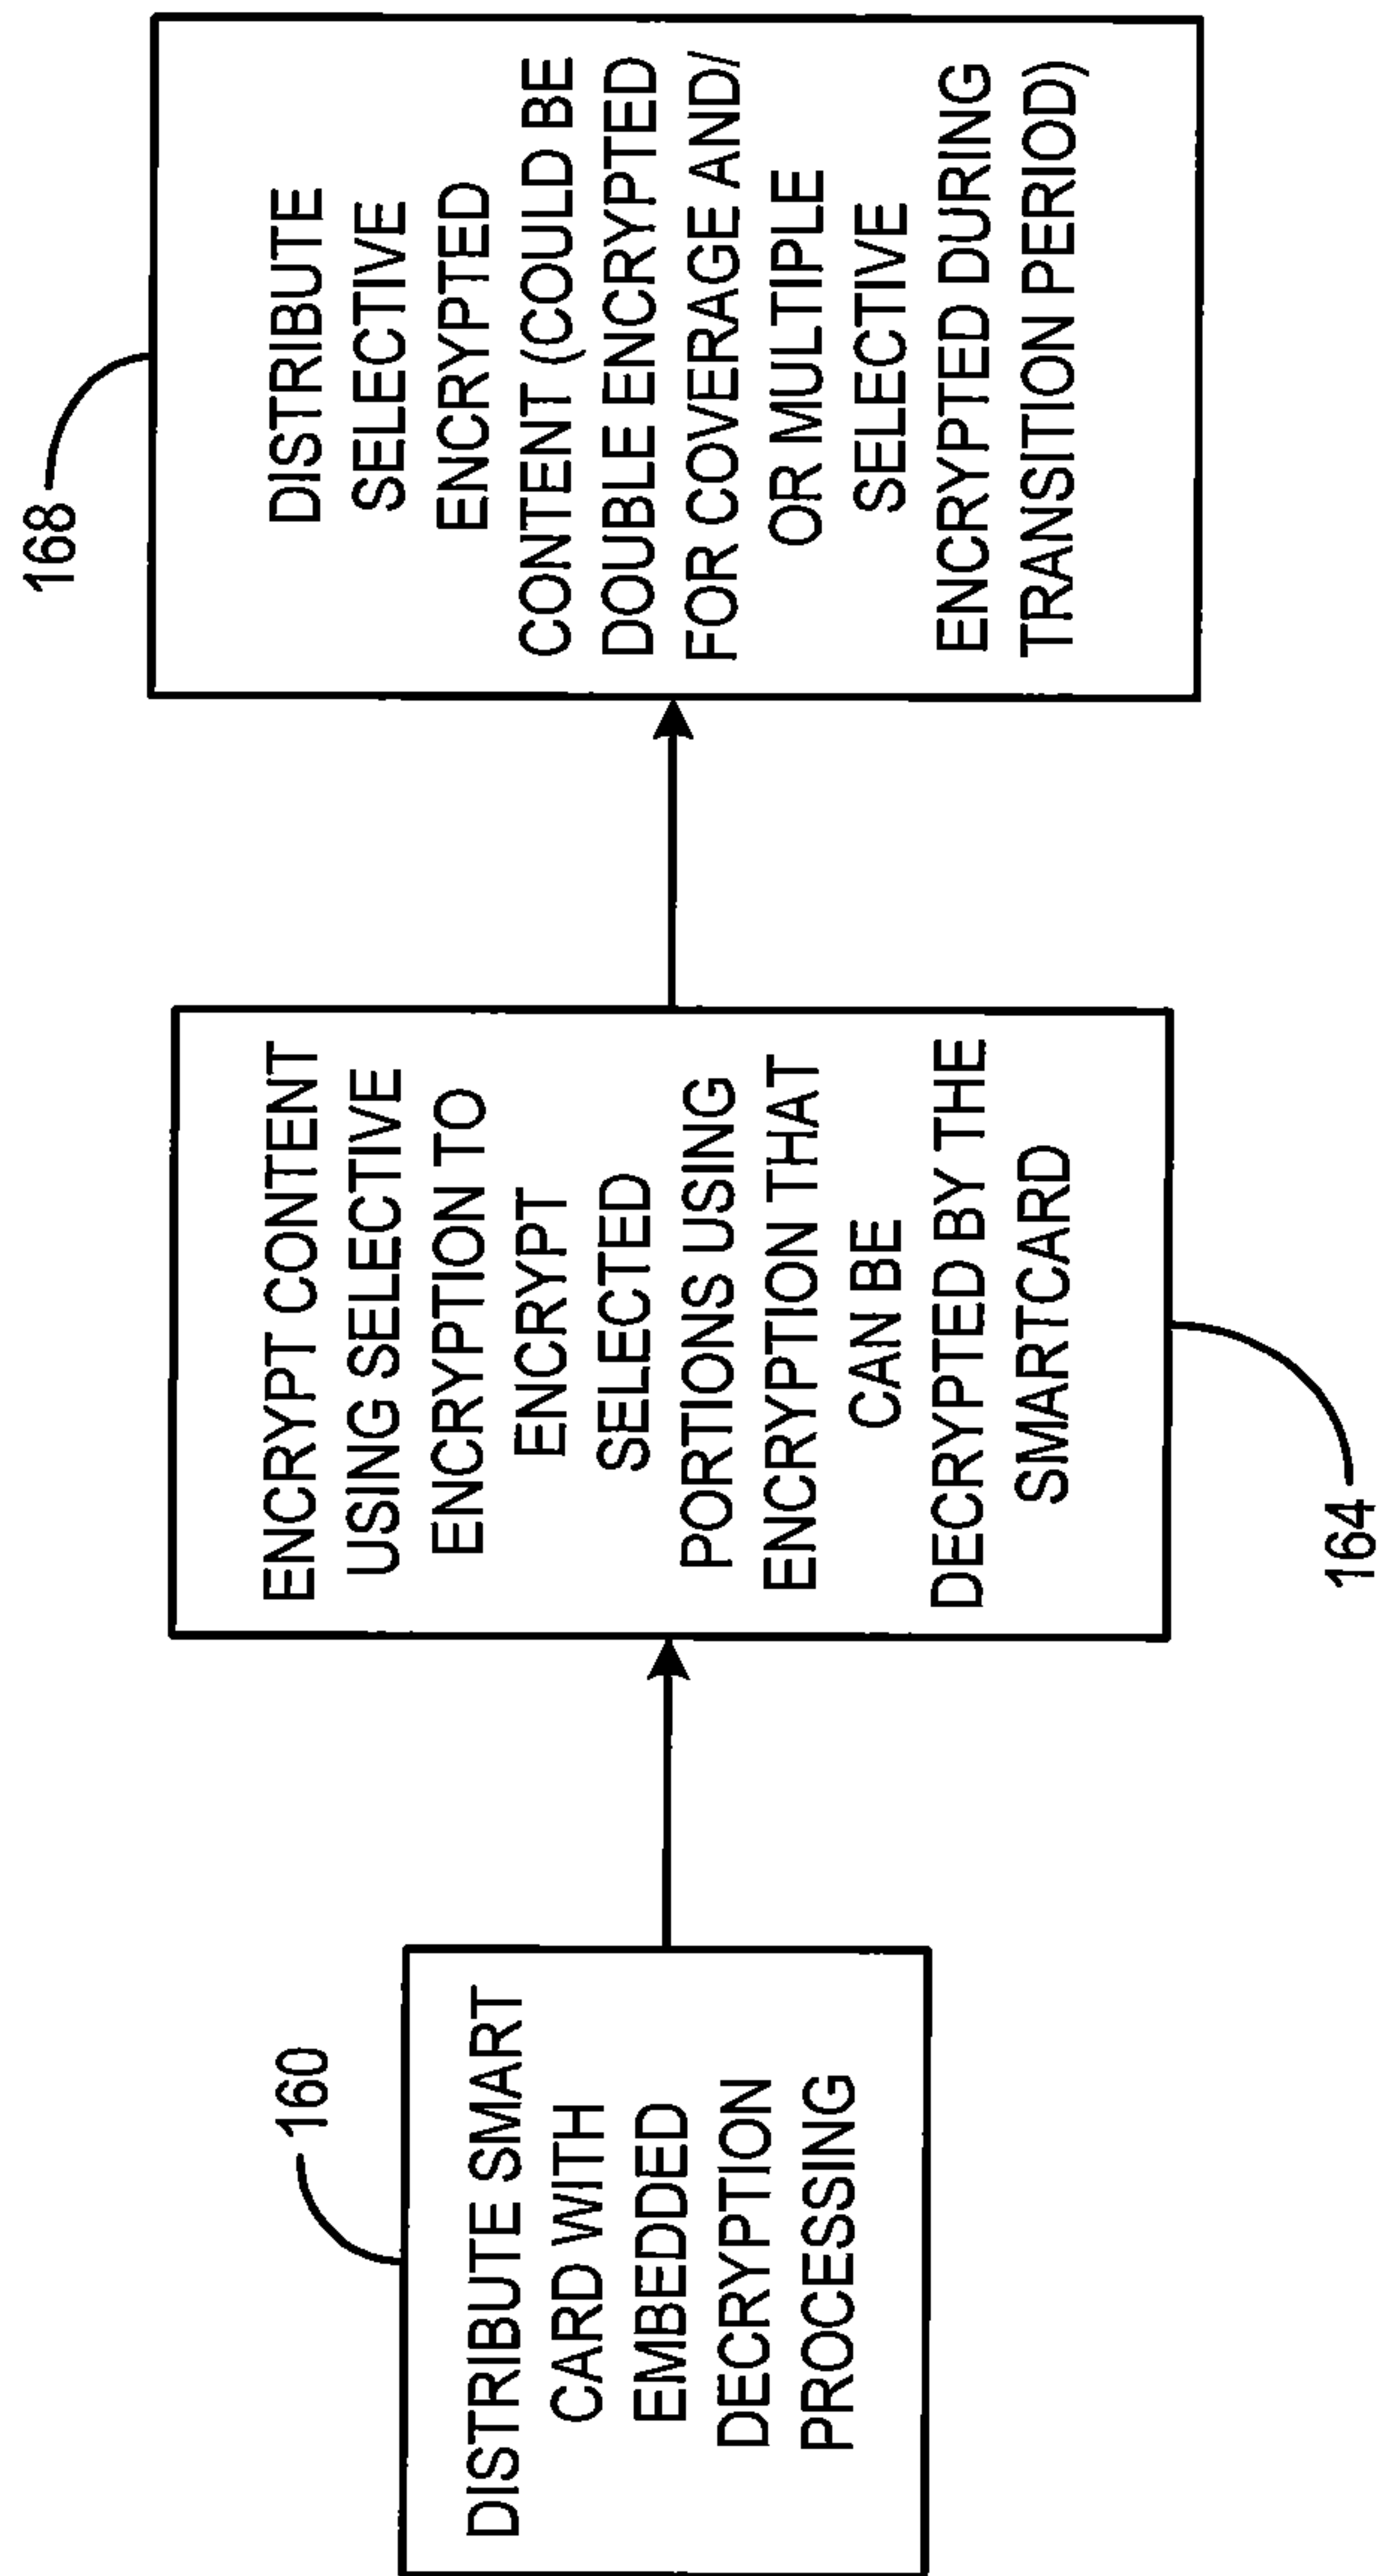 160
DISTRIBUTE SMART
CARD WITH
EMBEDDED
DECRYPTION
PROCESSING
ENCRYPT CONTENT
USING SELECTIVE
ENCRYPTION TO
ENCRYPT
SELECTED
PORTIONS USING
ENCRYPTION THAT
CAN BE
DECRYPTED BY THE
SMARTCARD
164
168
DISTRIBUTE
SELECTIVE
ENCRYPTED
CONTENT (COULD BE
DOUBLE ENCRYPTED
FOR COVERAGE AND/
OR MULTIPLE
SELECTIVE
ENCRYPTED DURING
TRANSITION PERIOD)